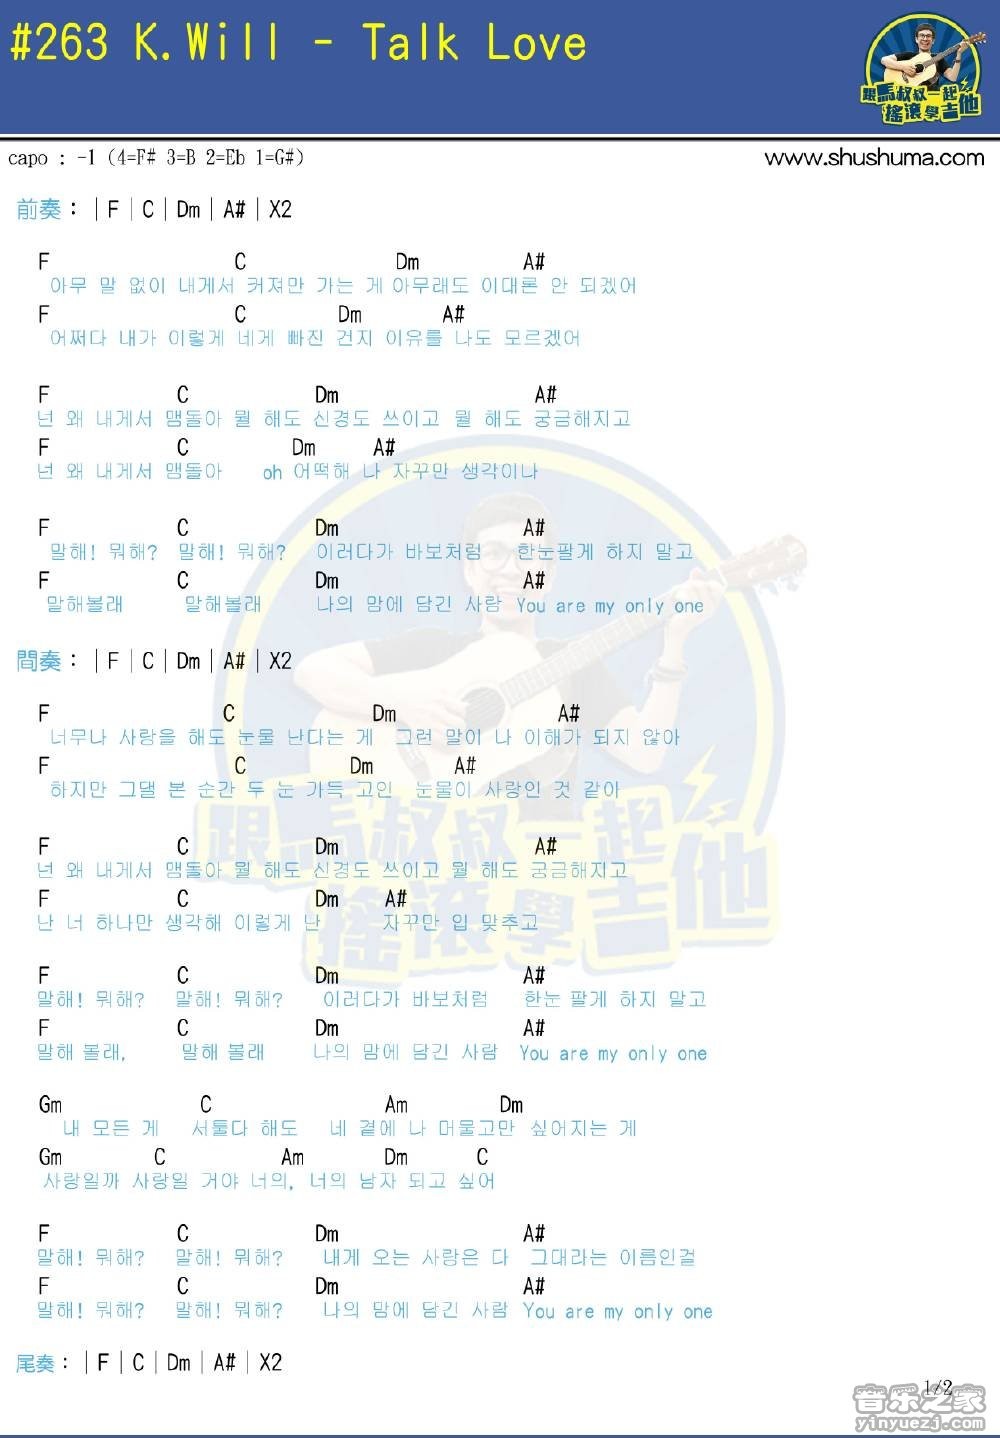 #263 K.Will - Talk Love
跟馬叔叔一起
搖滾學吉他
capo : -1 (4=F# 3=B 2=Eb 1=G#)
www.shushuma.com
前奏: |F|C|Dm|A#|X2
F C Dm A#
아무 말 없이 내게서 커져만 가는 게 아무래도 이대론 안 되겠어
F C Dm A#
어쩌다 내가 이렇게 네게 빠진 건지 이유를 나도 모르겠어
F C Dm A#
넌 왜 내게서 맴돌아 뭘 해도 신경도 쓰이고 뭘 해도 궁금해지고
F C Dm A#
넌 왜 내게서 맴돌아 oh 어떡해 나 자꾸만 생각이나
F C Dm A#
말해! 뭐해? 말해! 뭐해? 이러다가 바보처럼 한눈팔게 하지 말고
F C Dm A#
말해볼래 말해볼래 나의 맘에 담긴 사람 You are my only one
間奏: |F|C|Dm|A#|X2
F C Dm A#
너무나 사랑을 해도 눈물 난다는 게 그런 말이 나 이해가 되지 않아
F C Dm A#
하지만 그댈 본 순간 두 눈 가득 고인 눈물이 사랑인 것 같아
跟馬叔叔一起
搖滾學吉他
F C Dm A#
넌 왜 내게서 맴돌아 뭘 해도 신경도 쓰이고 뭘 해도 궁금해지고
F C Dm A#
난 너 하나만 생각해 이렇게 난 자꾸만 입 맞추고
F C Dm A#
말해! 뭐해? 말해! 뭐해? 이러다가 바보처럼 한눈 팔게 하지 말고
F C Dm A#
말해 볼래, 말해 볼래 나의 맘에 담긴 사람 You are my only one
Gm C Am Dm
내 모든 게 서툴다 해도 네 곁에 나 머물고만 싶어지는 게
Gm C Am Dm C
사랑일까 사랑일 거야 너의, 너의 남자 되고 싶어
F C Dm A#
말해! 뭐해? 말해! 뭐해? 내게 오는 사랑은 다 그대라는 이름인걸
F C Dm A#
말해! 뭐해? 말해! 뭐해? 나의 맘에 담긴 사람 You are my only one
尾奏: |F|C|Dm|A#|X2
1/2
音乐之家
yinyuezj.com